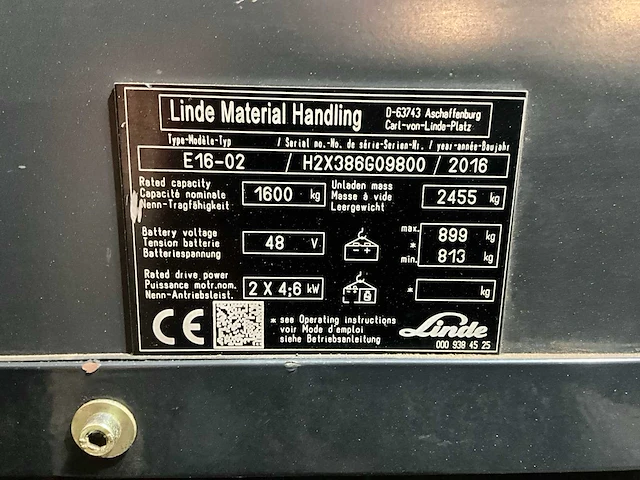 Linde Material Handling
D-63743 Aschaffenburg
Carl-von-Linde-Platz
Type-Modèle-Typ / Serial no.-No. de série-Serien-Nr. / year-année-Baujahr
E16-02 / H2X386G09800 / 2016
Rated capacity
Capacité nominale
Nenn-Tragfähigkeit
1600 kg
Unladen mass
Masse à vide
Leergewicht
2455 kg
Battery voltage
Tension batterie
Batteriespannung
48 V
- +
max. 899 kg
*
min. 813 kg
Rated drive power
Puissance motr.nom.
Nenn-Antriebsleist.
2 X 4,6 kW
* kg
CE
* see Operating instructions
voir Mode d'emploi
siehe Betriebsanleitung
Linde
000 938 45 25